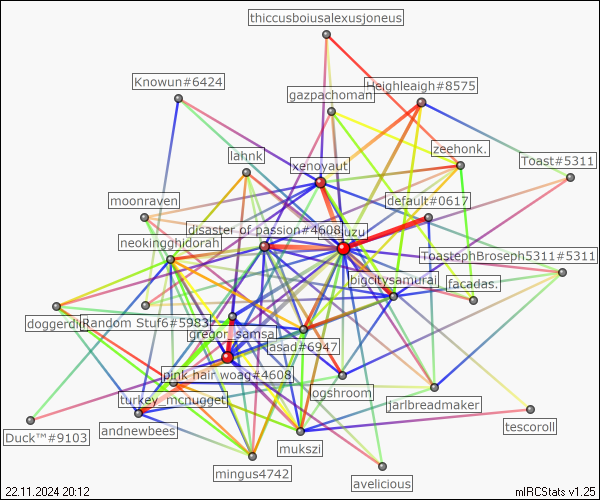 thiccusboiusalexusjoneus
Knowun#6424
Heighleaigh#8575
gazpachoman
zeehonk.
lahnk
Toast#5311
xenoyaut
moonraven
default#0617
disaster of passion#4608
neokingghidorah
ToastephBroseph5311#5311
bigcitysamurai
facadas.
Random Stuf6#5983
gregor_samsa
asad#6947
pink hair woag#4608
turkey_mcnugget
ogshroom
jarlbreadmaker
andnewbees
tescoroll
Duck™#9103
mukszi
mingus4742
avelicious
22.11.2024 20:12
mIRCStats v1.25